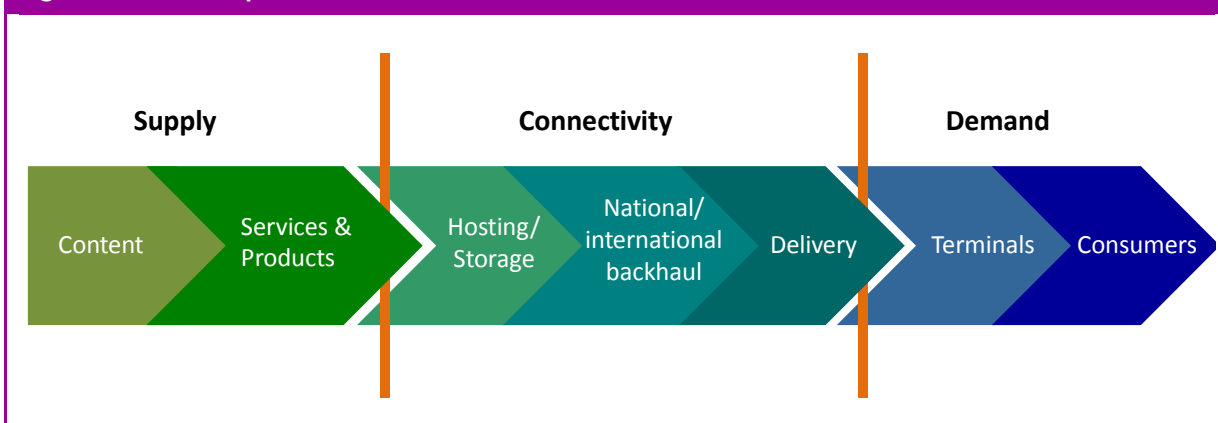 Supply
Connectivity
Demand
Content
Services &
Products
Hosting/
Storage
National/
international
backhaul
Delivery
Terminals
Consumers